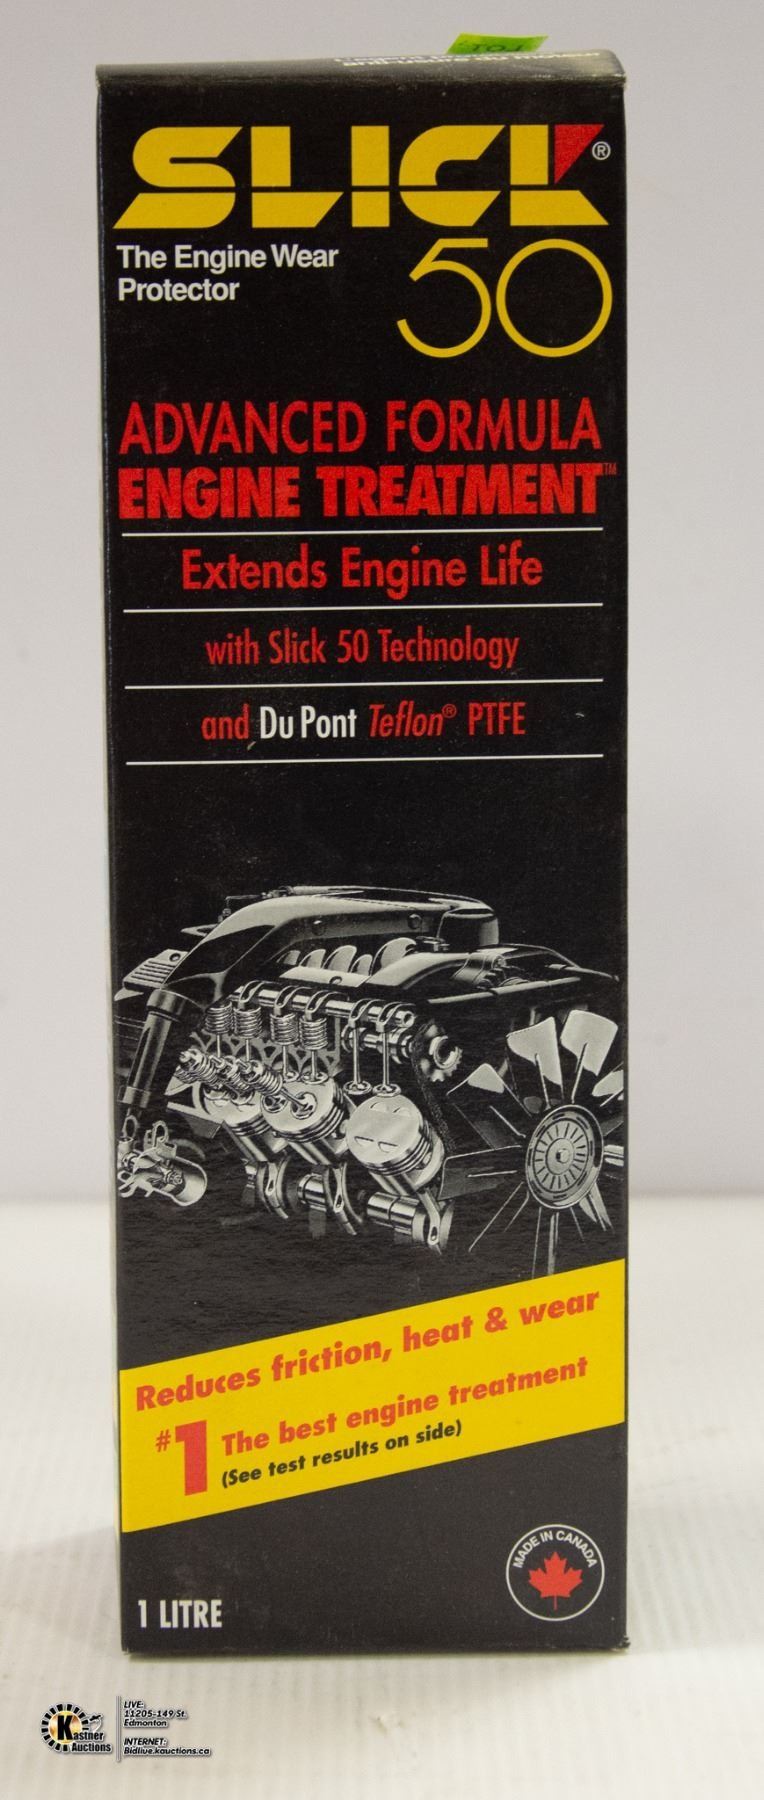 LOT
SLICK®
50
The Engine Wear
Protector
ADVANCED FORMULA
ENGINE TREATMENT™
Extends Engine Life
with Slick 50 Technology
and Du Pont Teflon® PTFE
Reduces friction, heat & wear
#1 The best engine treatment
(See test results on side)
MADE IN CANADA
1 LITRE
Kastner
Auctions
LIVE:
11205-149 St.
Edmonton
INTERNET:
Bidlive.kauctions.ca